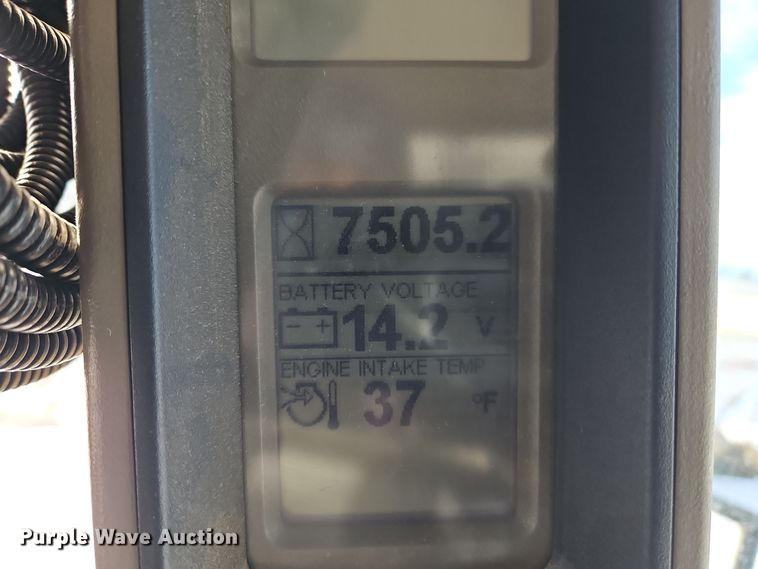 7505.2
BATTERY VOLTAGE
- + 14.2 V
ENGINE INTAKE TEMP
37 °F
Purple Wave Auction